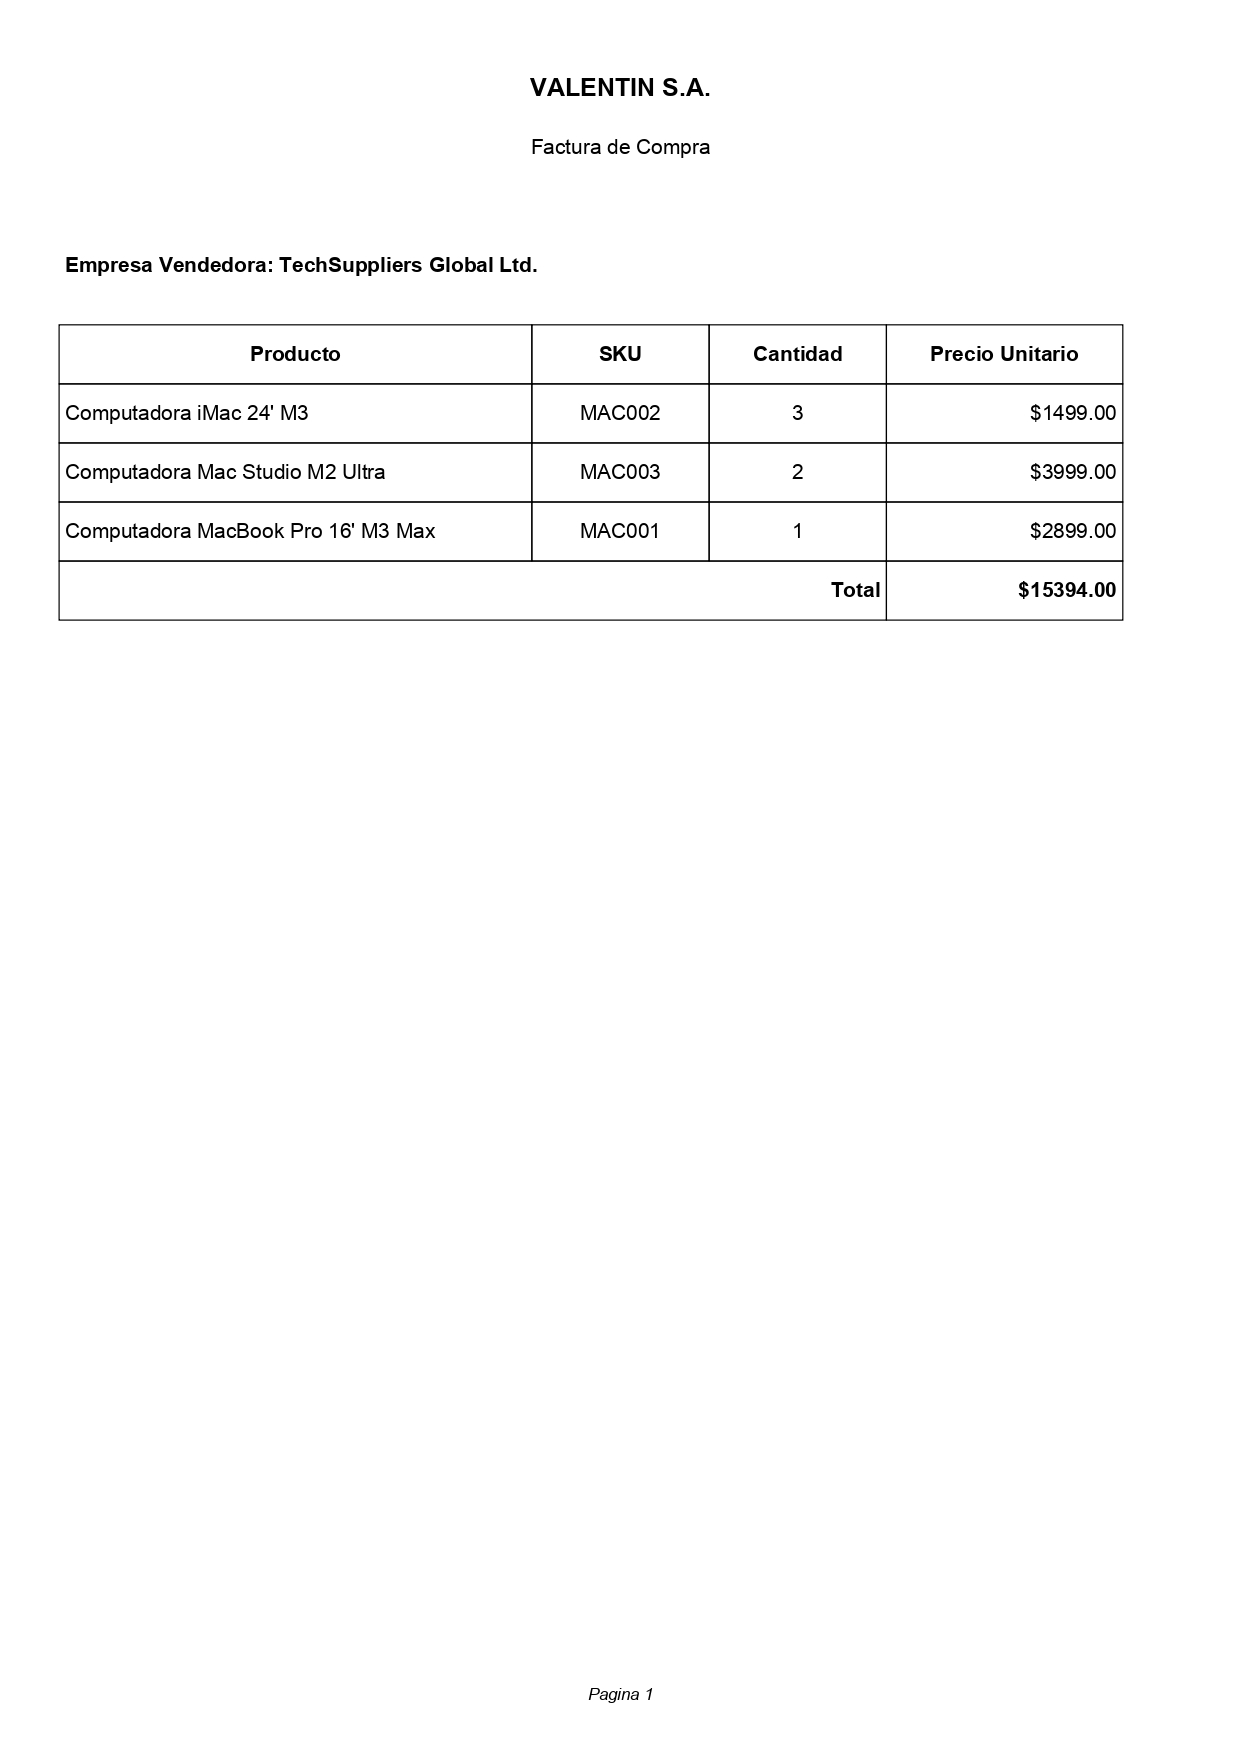 VALENTIN S.A.
Factura de Compra
Empresa Vendedora: TechSuppliers Global Ltd.
Producto SKU Cantidad Precio Unitario
Computadora iMac 24' M3 MAC002 3 $1499.00
Computadora Mac Studio M2 Ultra MAC003 2 $3999.00
Computadora MacBook Pro 16' M3 Max MAC001 1 $2899.00
Total $15394.00
Pagina 1